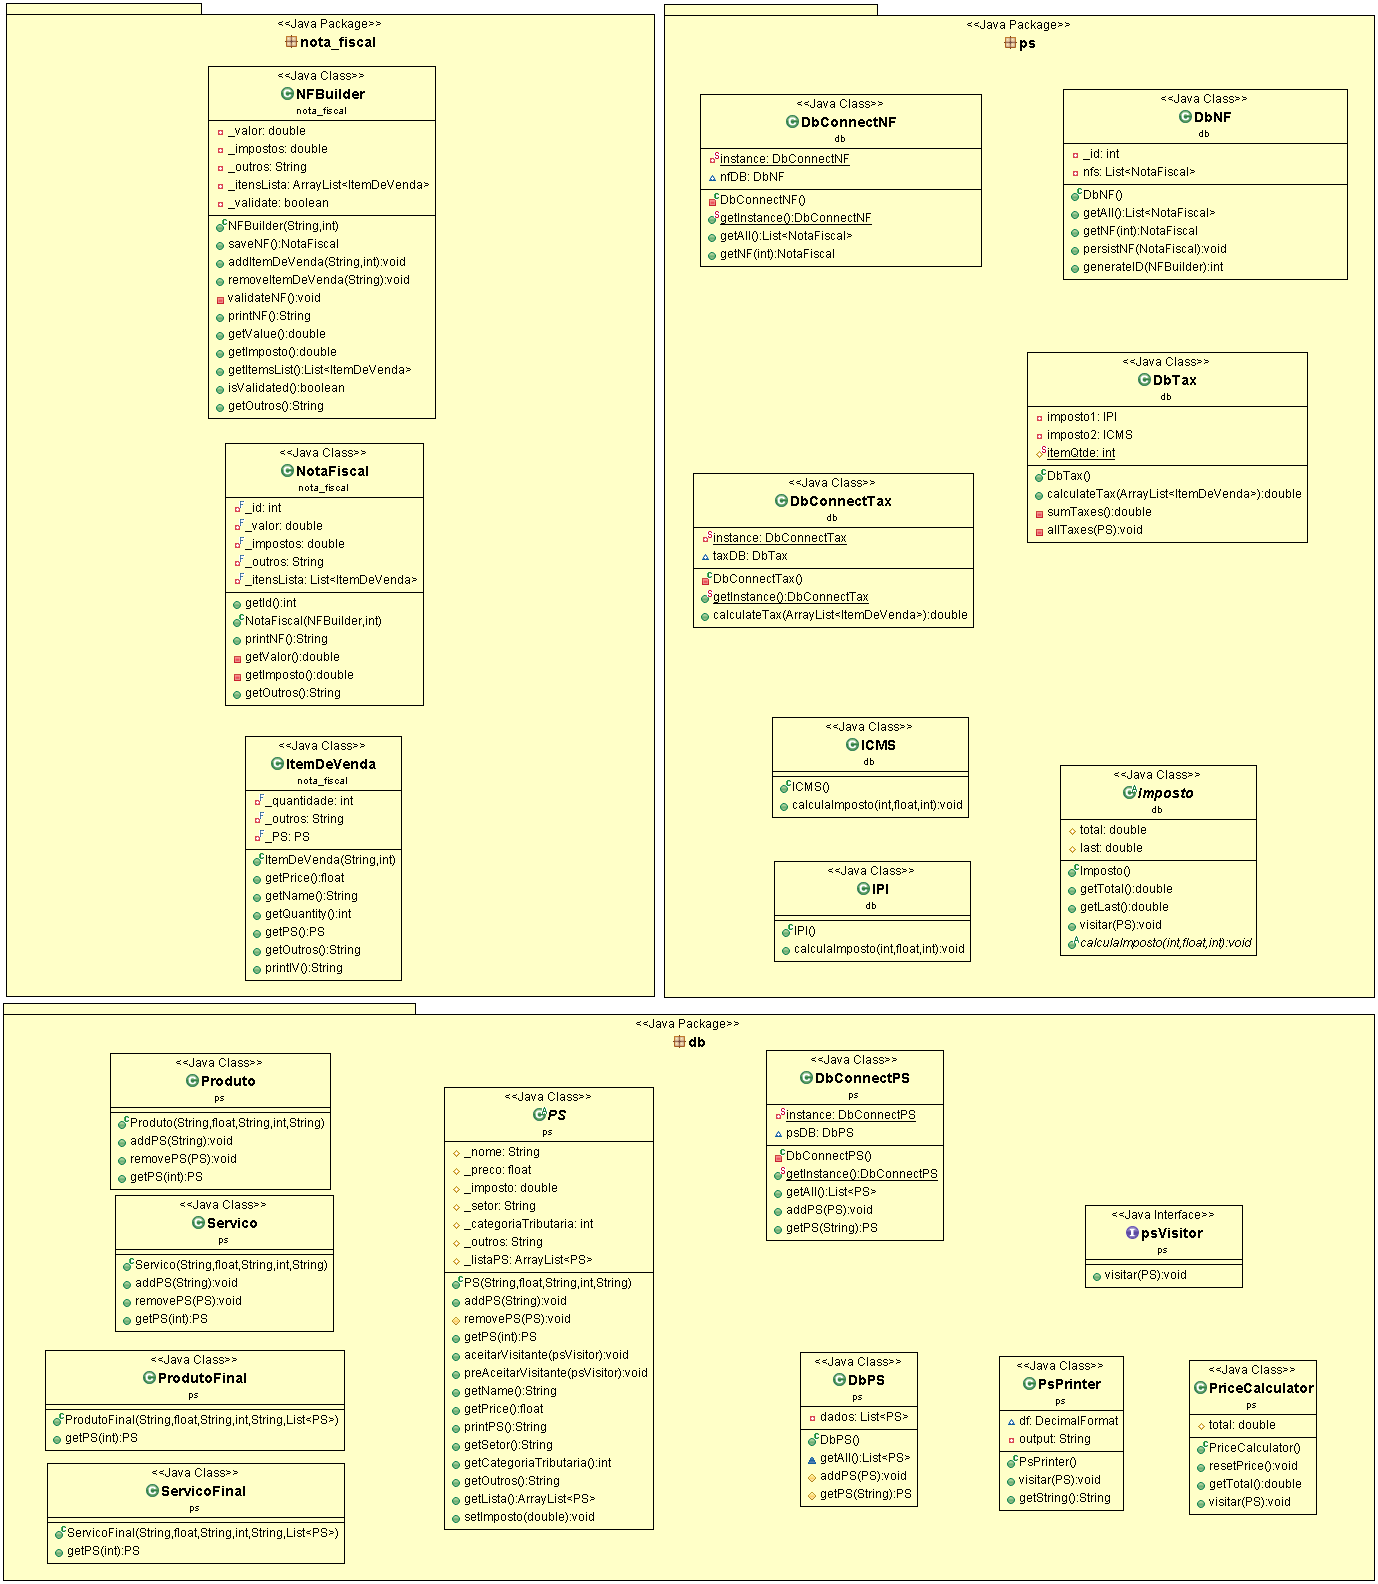 <<Java Package>>
nota_fiscal
<<Java Class>>
NFBuilder
nota_fiscal
_valor: double
_impostos: double
_outros: String
_itensLista: ArrayList<ItemDeVenda>
_validate: boolean
NFBuilder(String,int)
saveNF():NotaFiscal
addItemDeVenda(String,int):void
removeItemDeVenda(String):void
validateNF():void
printNF():String
getValue():double
getImposto():double
getItemsList():List<ItemDeVenda>
isValidated():boolean
getOutros():String
<<Java Class>>
NotaFiscal
nota_fiscal
_id: int
_valor: double
_impostos: double
_outros: String
_itensLista: List<ItemDeVenda>
getId():int
NotaFiscal(NFBuilder,int)
printNF():String
getValor():double
getImposto():double
getOutros():String
<<Java Class>>
ItemDeVenda
nota_fiscal
_quantidade: int
_outros: String
_PS: PS
ItemDeVenda(String,int)
getPrice():float
getName():String
getQuantity():int
getPS():PS
getOutros():String
printIV():String
<<Java Package>>
ps
<<Java Class>>
DbConnectNF
db
instance: DbConnectNF
nfDB: DbNF
DbConnectNF()
getInstance():DbConnectNF
getAll():List<NotaFiscal>
getNF(int):NotaFiscal
<<Java Class>>
DbNF
db
_id: int
nfs: List<NotaFiscal>
DbNF()
getAll():List<NotaFiscal>
getNF(int):NotaFiscal
persistNF(NotaFiscal):void
generateID(NFBuilder):int
<<Java Class>>
DbTax
db
imposto1: IPI
imposto2: ICMS
itemQtde: int
DbTax()
calculateTax(ArrayList<ItemDeVenda>):double
sumTaxes():double
allTaxes(PS):void
<<Java Class>>
DbConnectTax
db
instance: DbConnectTax
taxDB: DbTax
DbConnectTax()
getInstance():DbConnectTax
calculateTax(ArrayList<ItemDeVenda>):double
<<Java Class>>
ICMS
db
ICMS()
calculaImposto(int,float,int):void
<<Java Class>>
Imposto
db
total: double
last: double
Imposto()
getTotal():double
getLast():double
visitar(PS):void
calculaImposto(int,float,int):void
<<Java Class>>
IPI
db
IPI()
calculaImposto(int,float,int):void
<<Java Package>>
db
<<Java Class>>
Produto
ps
Produto(String,float,String,int,String)
addPS(String):void
removePS(PS):void
getPS(int):PS
<<Java Class>>
Servico
ps
Servico(String,float,String,int,String)
addPS(String):void
removePS(PS):void
getPS(int):PS
<<Java Class>>
ProdutoFinal
ps
ProdutoFinal(String,float,String,int,String,List<PS>)
getPS(int):PS
<<Java Class>>
ServicoFinal
ps
ServicoFinal(String,float,String,int,String,List<PS>)
getPS(int):PS
<<Java Class>>
PS
ps
_nome: String
_preco: float
_imposto: double
_setor: String
_categoriaTributaria: int
_outros: String
_listaPS: ArrayList<PS>
PS(String,float,String,int,String)
addPS(String):void
removePS(PS):void
getPS(int):PS
aceitarVisitante(psVisitor):void
preAceitarVisitante(psVisitor):void
getName():String
getPrice():float
printPS():String
getSetor():String
getCategoriaTributaria():int
getOutros():String
getLista():ArrayList<PS>
setImposto(double):void
<<Java Class>>
DbConnectPS
ps
instance: DbConnectPS
psDB: DbPS
DbConnectPS()
getInstance():DbConnectPS
getAll():List<PS>
addPS(PS):void
getPS(String):PS
<<Java Interface>>
psVisitor
ps
visitar(PS):void
<<Java Class>>
DbPS
ps
dados: List<PS>
DbPS()
getAll():List<PS>
addPS(PS):void
getPS(String):PS
<<Java Class>>
PsPrinter
ps
df: DecimalFormat
output: String
PsPrinter()
visitar(PS):void
getString():String
<<Java Class>>
PriceCalculator
ps
total: double
PriceCalculator()
resetPrice():void
getTotal():double
visitar(PS):void